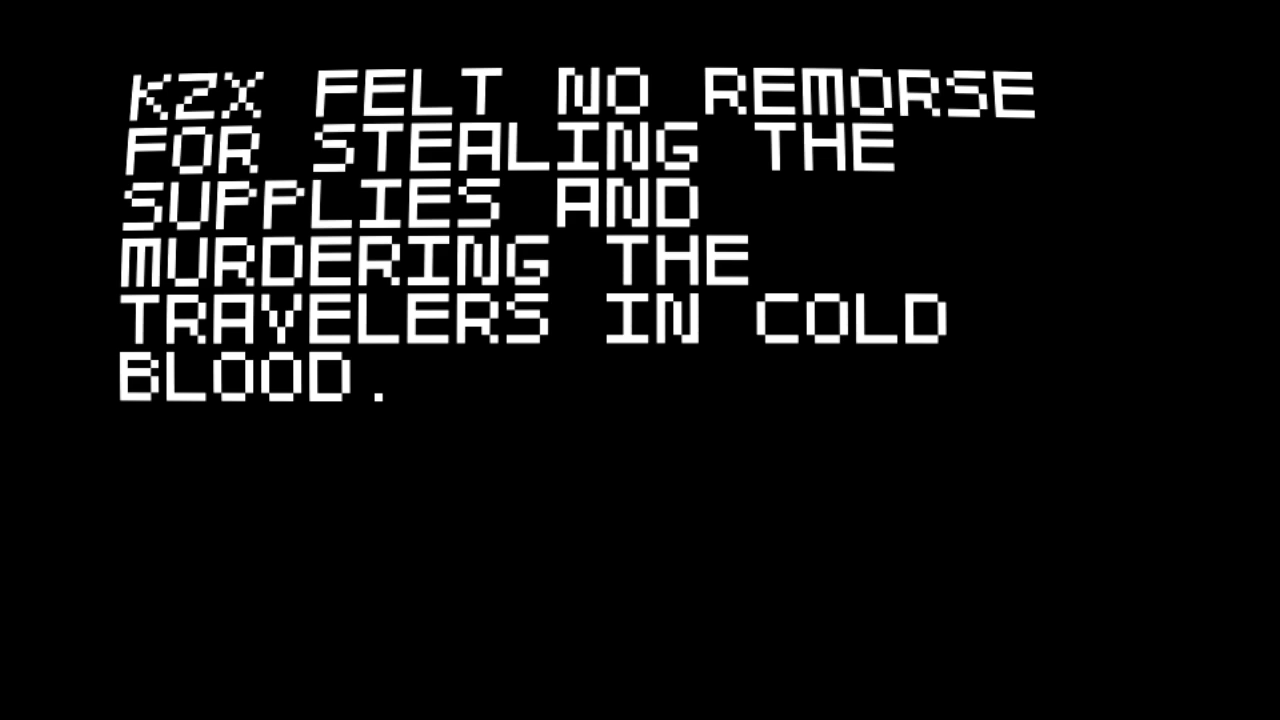 KZX FELT NO REMORSE
FOR STEALING THE
SUPPLIES AND
MURDERING THE
TRAVELERS IN COLD
BLOOD.